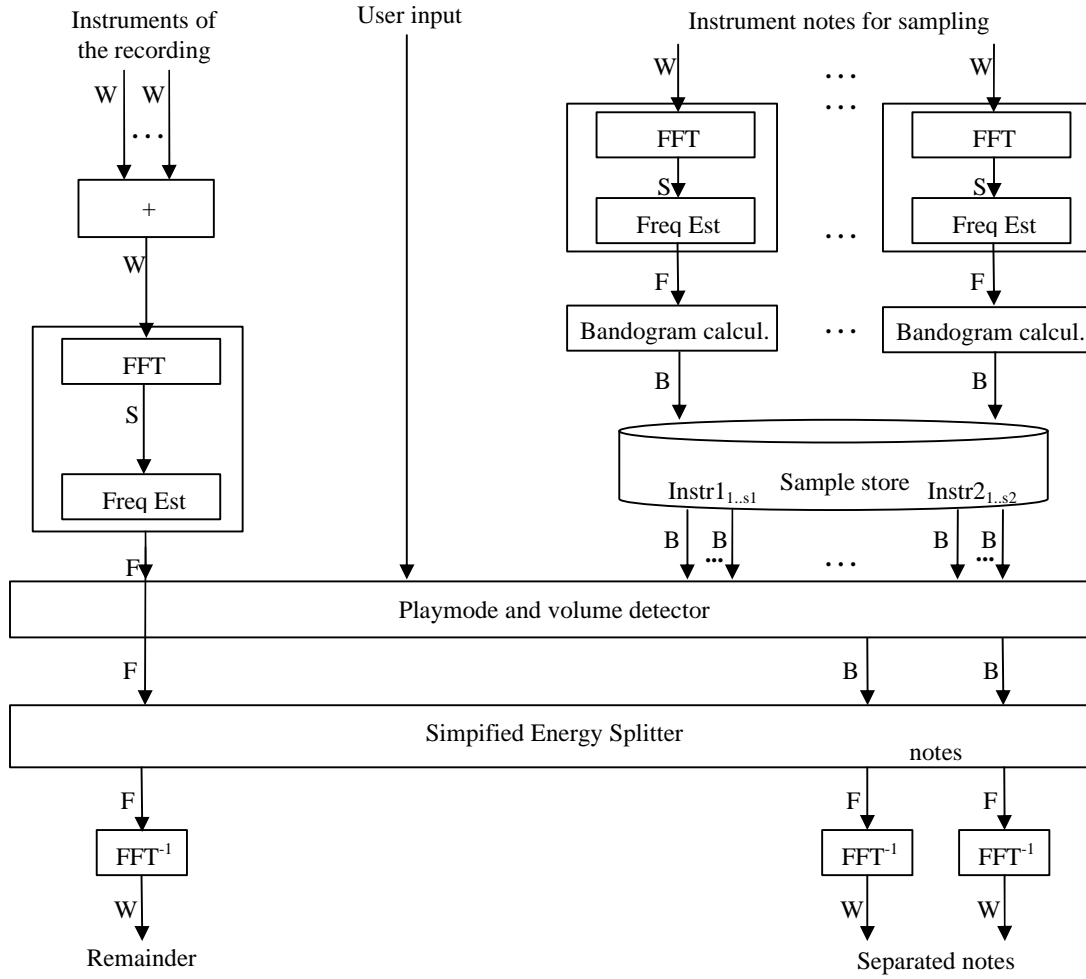 Instruments of
the recording
User input
Instrument notes for sampling
W W
...
W
...
W
...
+
W
FFT
S
Freq Est
F
FFT
S
Freq Est
...
FFT
S
Freq Est
F
F
Bandogram calcul.
...
Bandogram calcul.
B
B
Sample store
Instr1₁..s1
Instr2₁..s2
B ... B
...
B ... B
Playmode and volume detector
F
B
B
Simpified Energy Splitter
notes
F
F
F
FFT⁻¹
FFT⁻¹
FFT⁻¹
W
W
W
Remainder
Separated notes